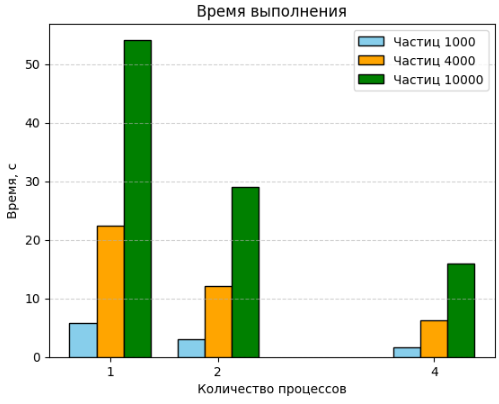 Время выполнения
Частиц 1000
Частиц 4000
Частиц 10000
Время, с
50
40
30
20
10
0
1
2
4
Количество процессов